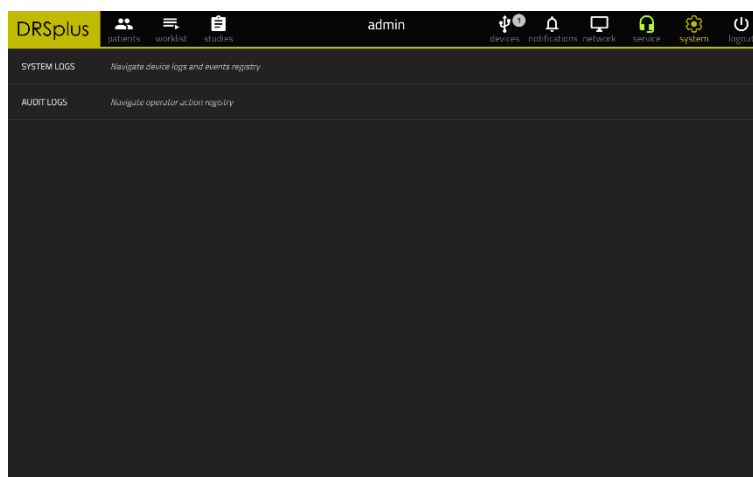 DRSplus
patients worklist studies
admin
1
devices notifications network service system logout
SYSTEM LOGS Navigate device logs and events registry
AUDIT LOGS Navigate operator action registry